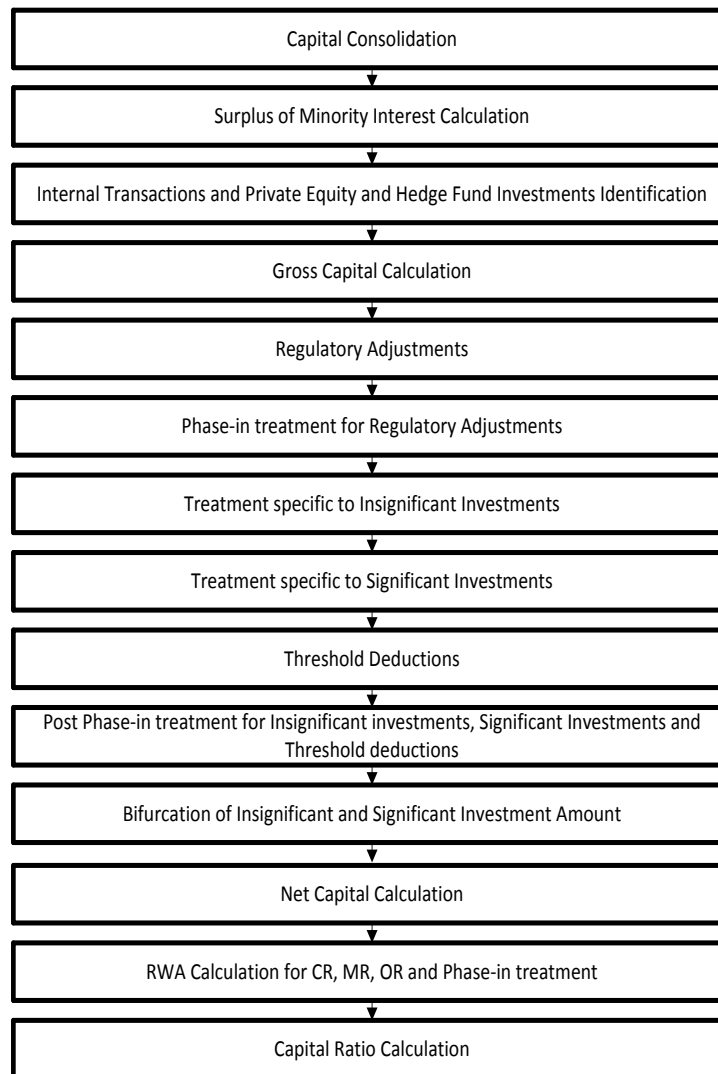 Capital Consolidation
Surplus of Minority Interest Calculation
Internal Transactions and Private Equity and Hedge Fund Investments Identification
Gross Capital Calculation
Regulatory Adjustments
Phase-in treatment for Regulatory Adjustments
Treatment specific to Insignificant Investments
Treatment specific to Significant Investments
Threshold Deductions
Post Phase-in treatment for Insignificant investments, Significant Investments and
Threshold deductions
Bifurcation of Insignificant and Significant Investment Amount
Net Capital Calculation
RWA Calculation for CR, MR, OR and Phase-in treatment
Capital Ratio Calculation